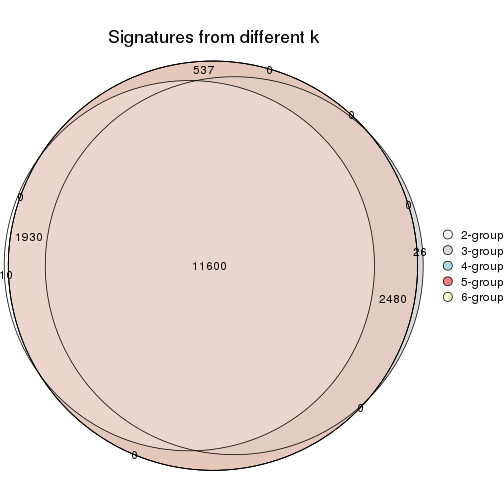 Signatures from different k
537
0
0
0
0
1930
26
10
11600
2480
0
0
2-group
3-group
4-group
5-group
6-group